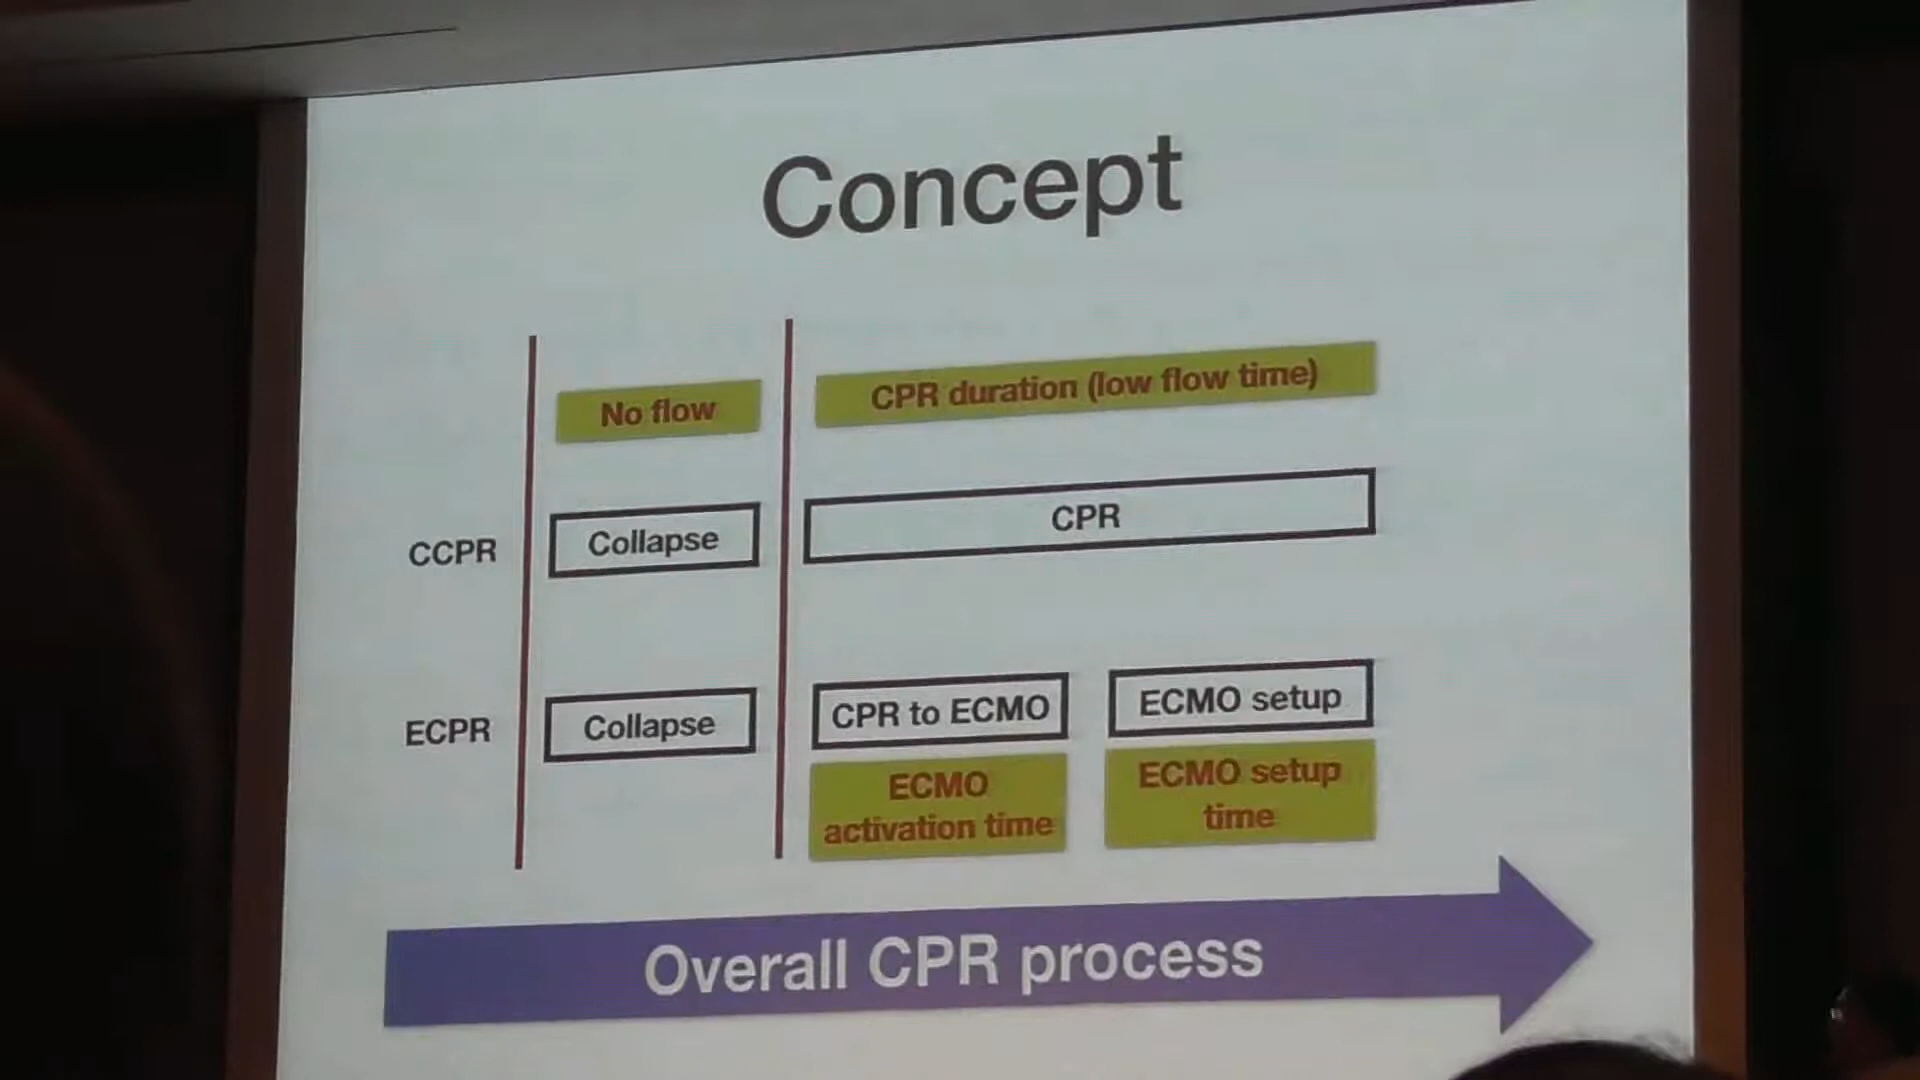 Concept
No flow
CPR duration (low flow time)
CCPR
Collapse
CPR
ECPR
Collapse
CPR to ECMO
ECMO setup
ECMO
activation time
ECMO setup
time
Overall CPR process